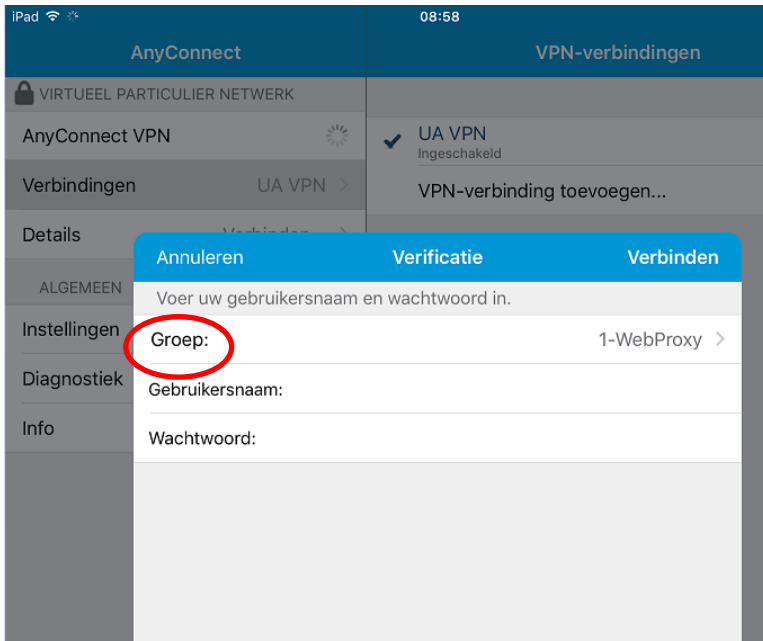 iPad 08:58
AnyConnect
VPN-verbindingen
VIRTUEEL PARTICULIER NETWERK
AnyConnect VPN
UA VPN
Ingeschakeld
Verbindingen UA VPN
VPN-verbinding toevoegen...
Details Verbinden
Annuleren Verificatie Verbinden
ALGEMEEN
Voer uw gebruikersnaam en wachtwoord in.
Instellingen
Groep: 1-WebProxy
Diagnostiek
Gebruikersnaam:
Info
Wachtwoord: